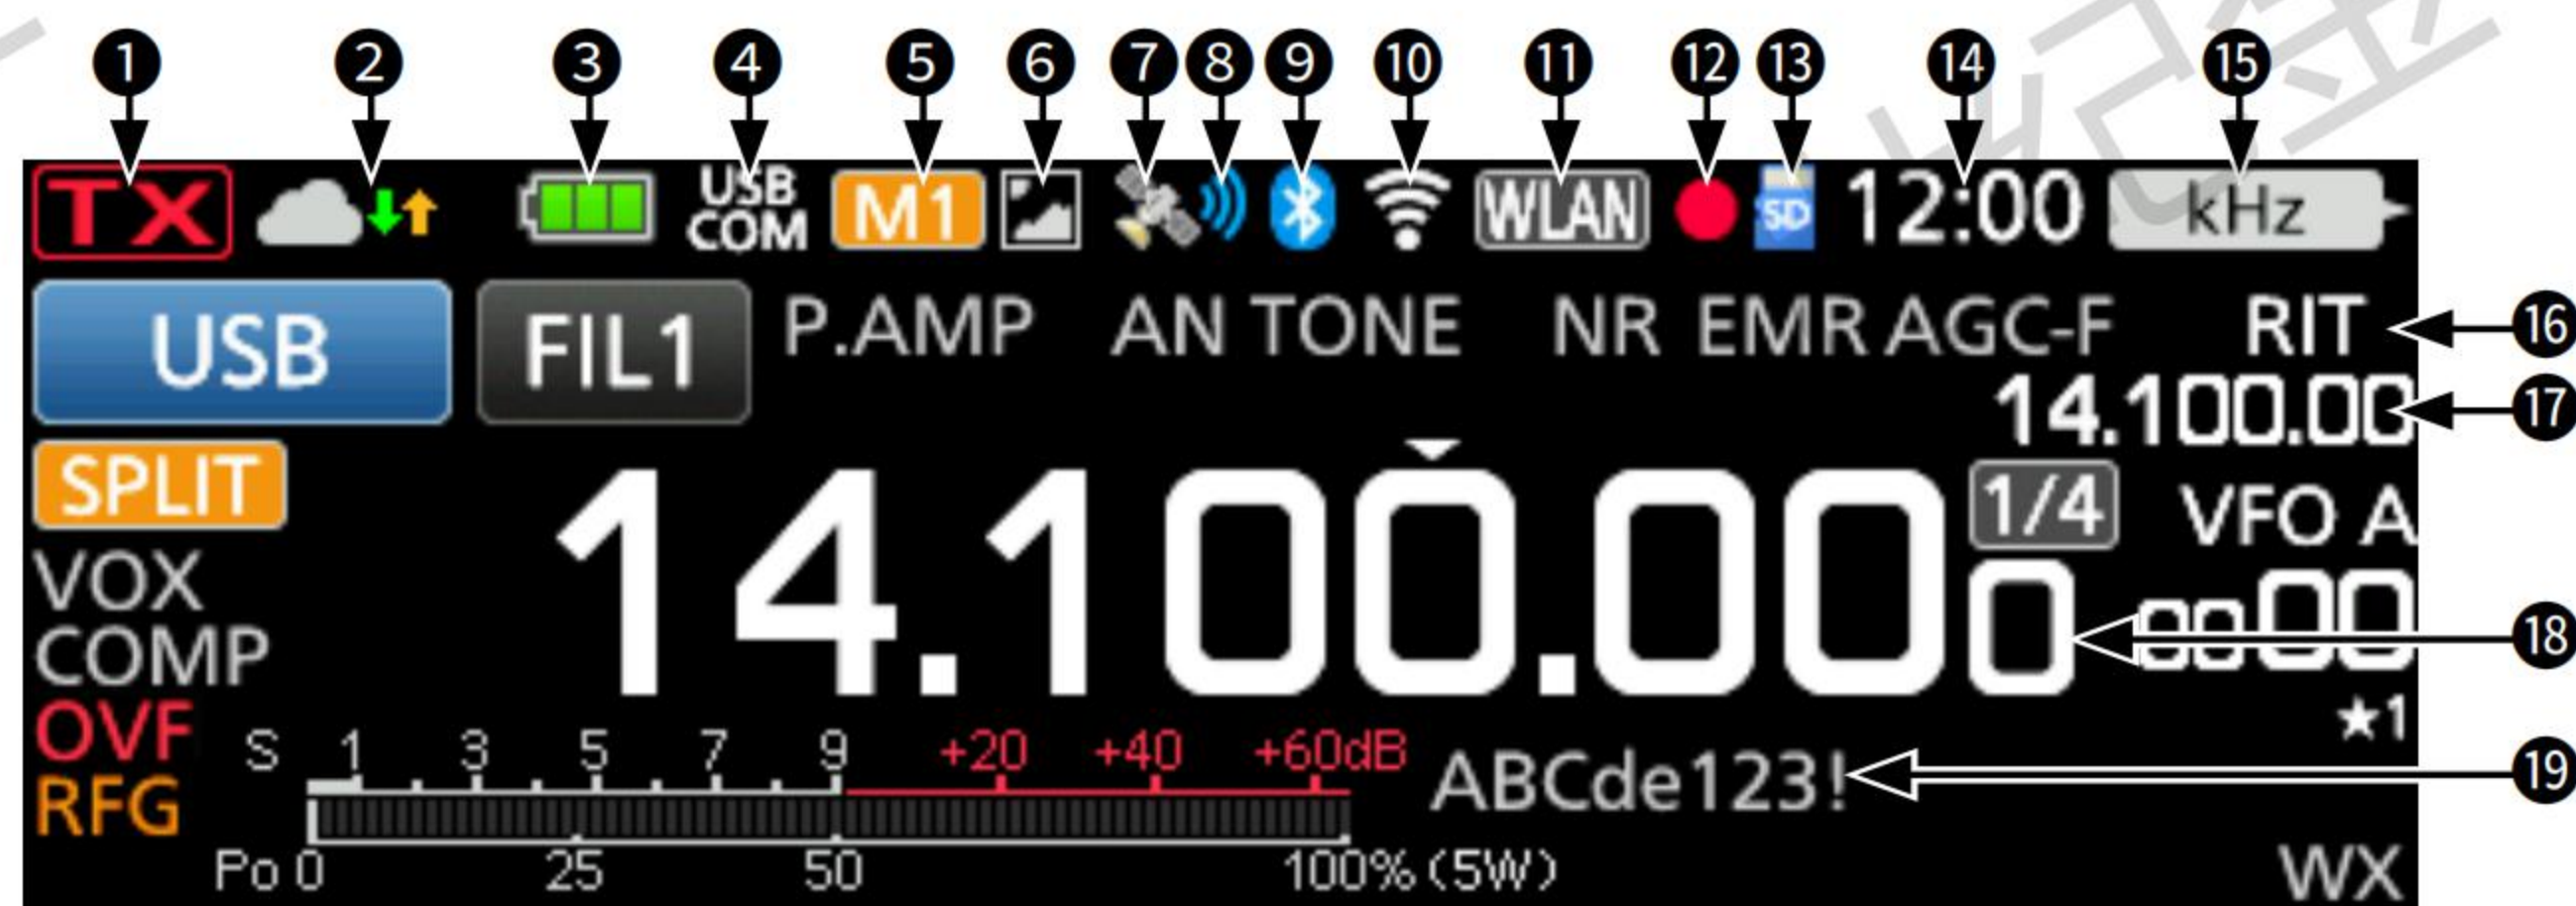 1 2 3 4 5 6 7 8 9 10 11 12 13 14 15
TX USB COM M1 WLAN SD 12:00 kHz
USB FIL1 P.AMP AN TONE NR EMR AGC-F RIT 16
14.100.00 17
SPLIT 14.100.000 1/4 VFO A
VOX 0000 18
COMP
OVF S 1 3 5 7 9 +20 +40 +60dB ★1
RFG ABCde123! 19
Po 0 25 50 100% (5W) WX